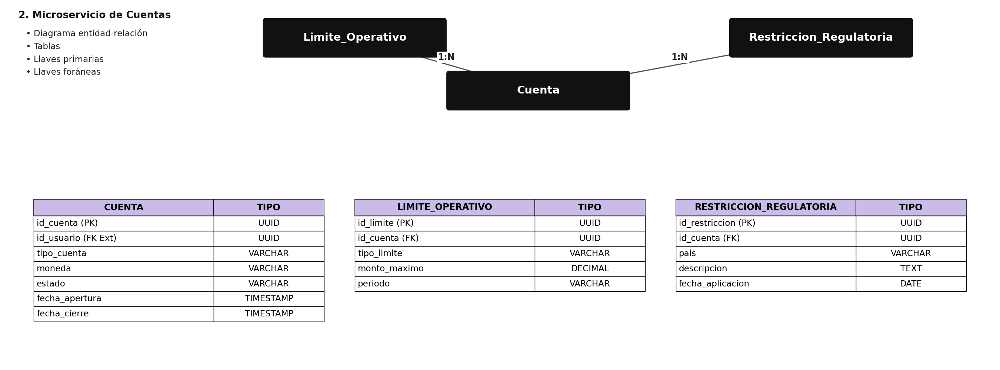 2. Microservicio de Cuentas
• Diagrama entidad-relación
• Tablas
• Llaves primarias
• Llaves foráneas
Limite_Operativo
Restriccion_Regulatoria
1:N
1:N
Cuenta
CUENTA TIPO
id_cuenta (PK) UUID
id_usuario (FK Ext) UUID
tipo_cuenta VARCHAR
moneda VARCHAR
estado VARCHAR
fecha_apertura TIMESTAMP
fecha_cierre TIMESTAMP
LIMITE_OPERATIVO TIPO
id_limite (PK) UUID
id_cuenta (FK) UUID
tipo_limite VARCHAR
monto_maximo DECIMAL
periodo VARCHAR
RESTRICCION_REGULATORIA TIPO
id_restriccion (PK) UUID
id_cuenta (FK) UUID
pais VARCHAR
descripcion TEXT
fecha_aplicacion DATE